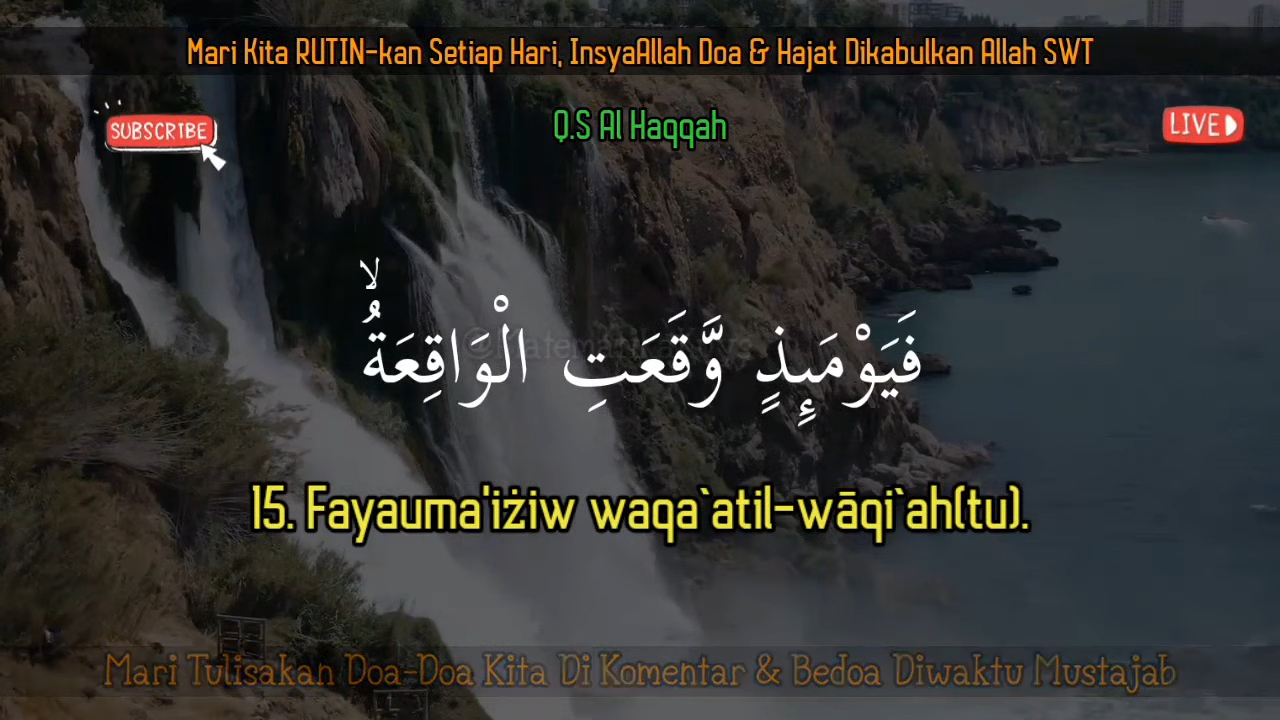 Mari Kita RUTIN-kan Setiap Hari, InsyaAllah Doa & Hajat Dikabulkan Allah SWT
Q.S Al Haqqah
SUBSCRIBE
LIVE
فَيَوْمَىِٕذٍ وَّقَعَتِ الْوَاقِعَةُۙ
15. Fayauma'iżiw waqa`atil-wāqi`ah(tu).
Mari Tulisakan Doa-Doa Kita Di Komentar & Bedoa Diwaktu Mustajab